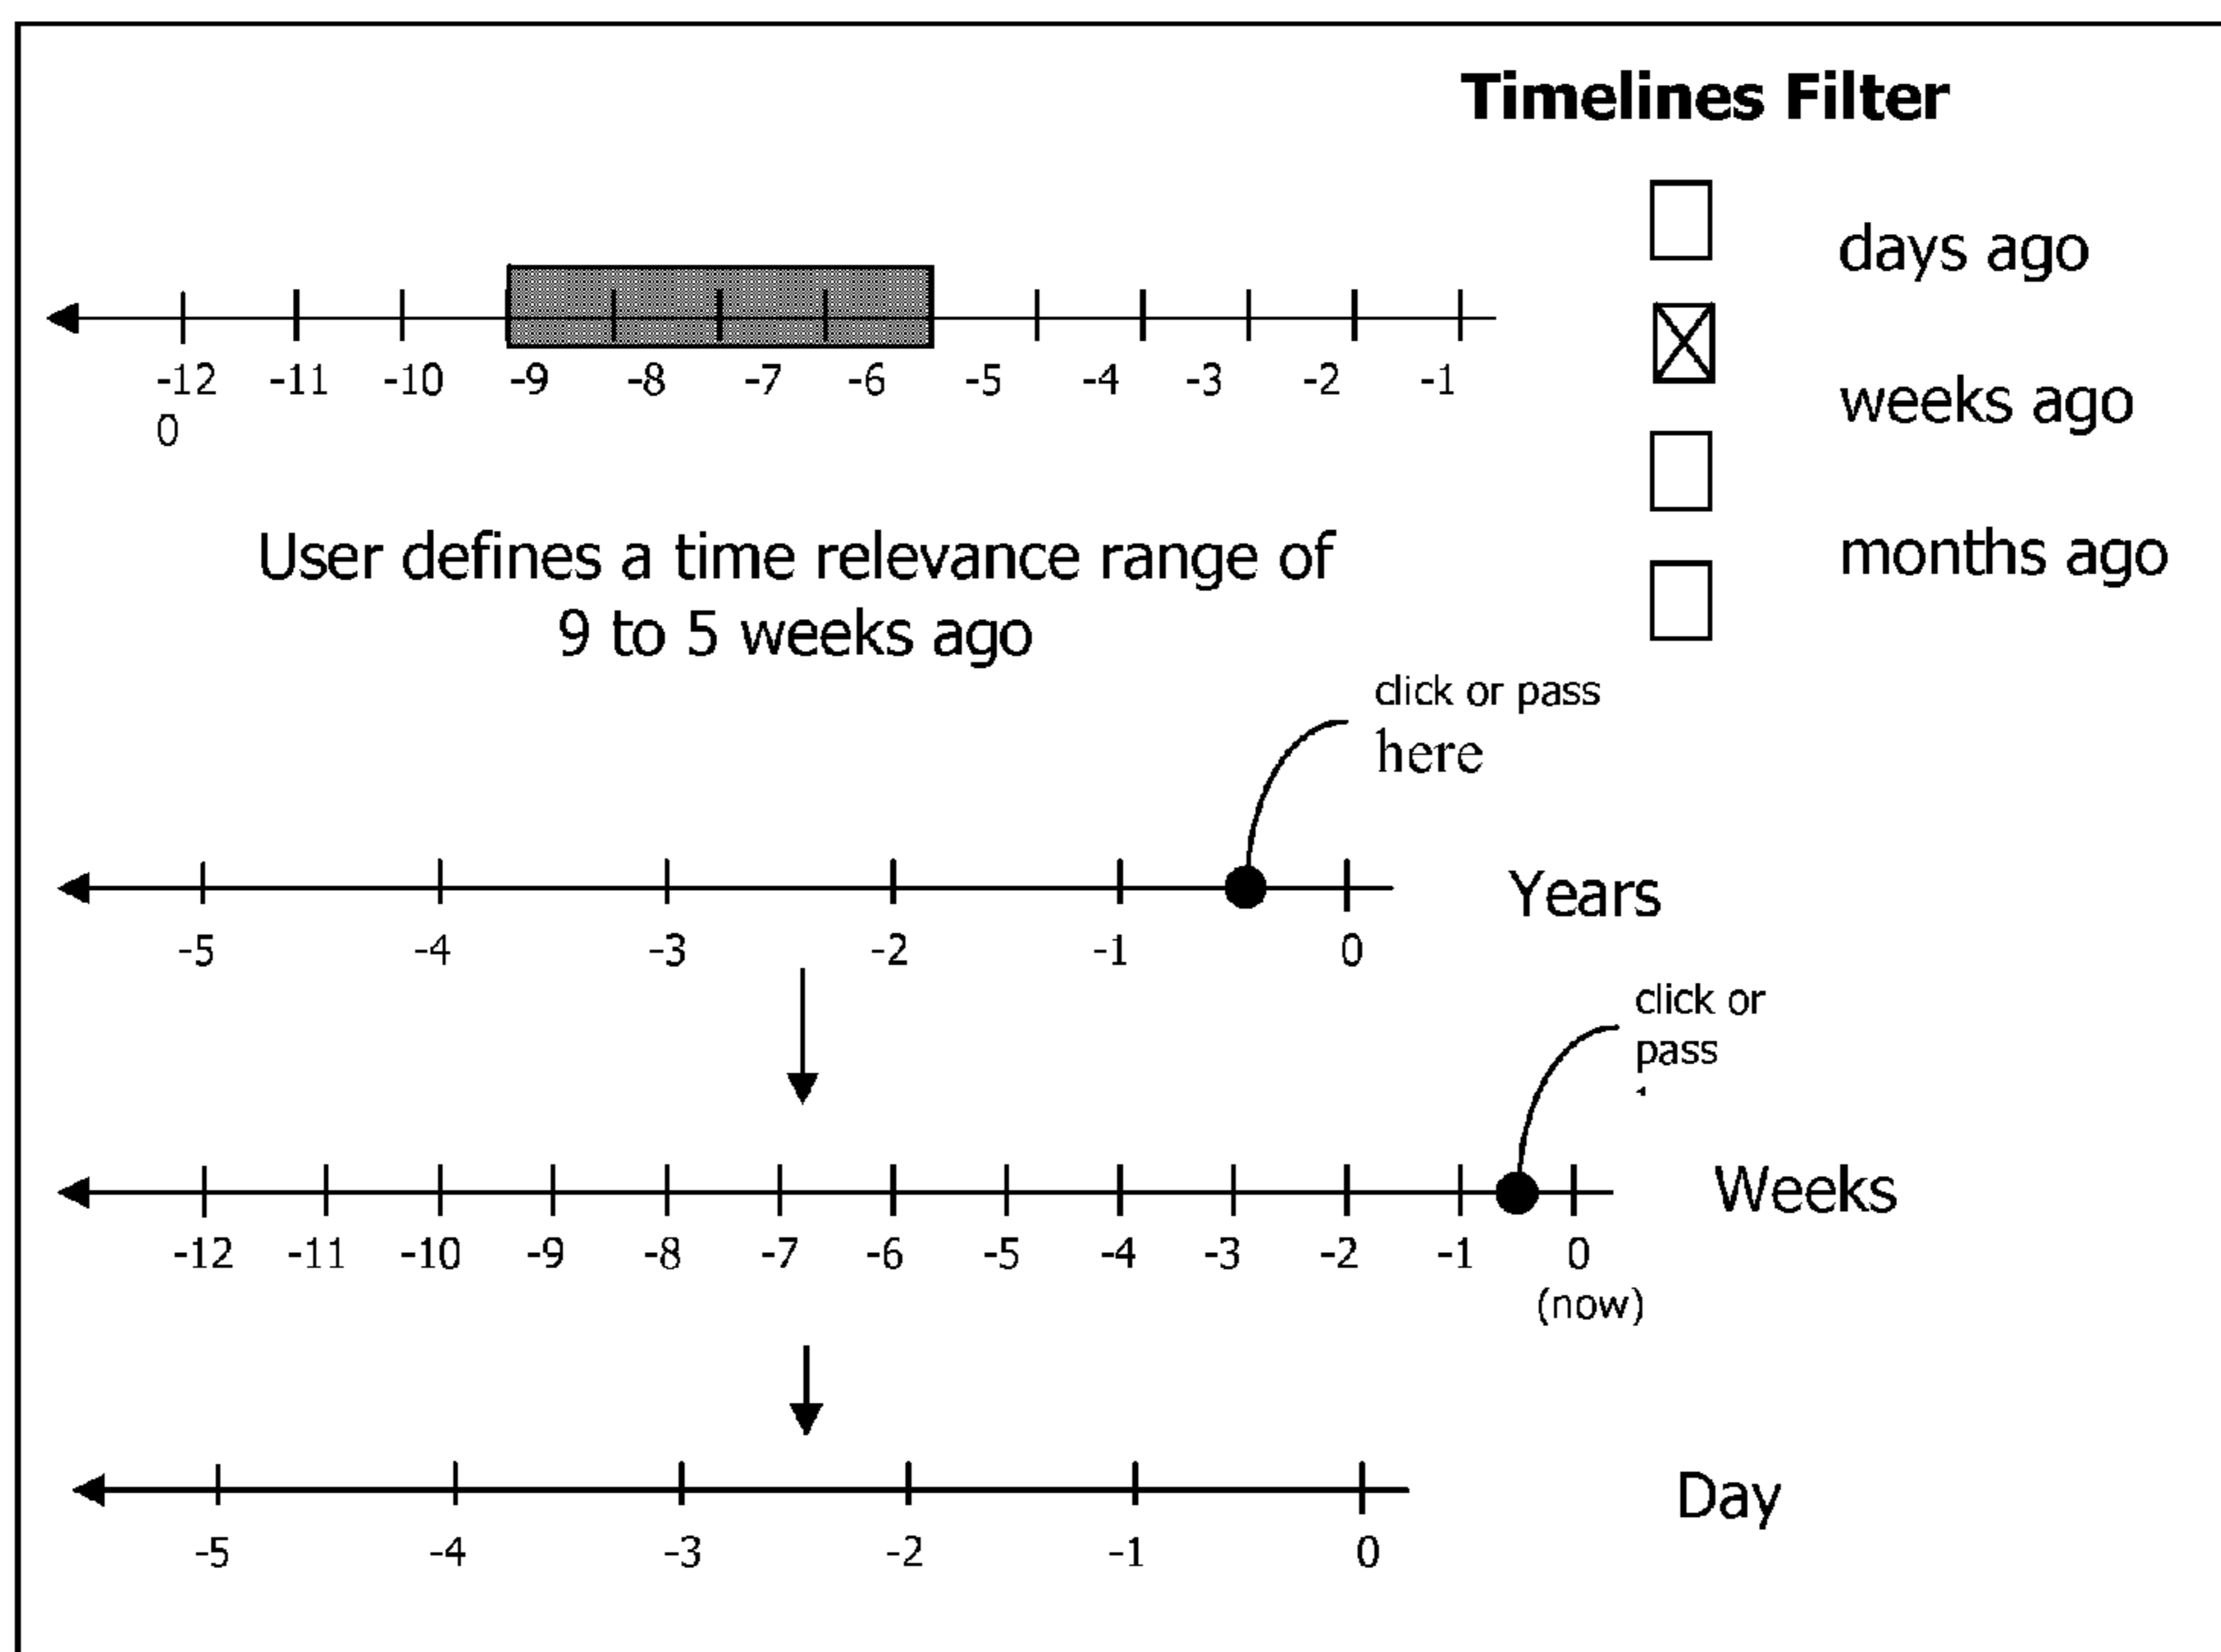 Timelines Filter
days ago
-12 -11 -10 -9 -8 -7 -6 -5 -4 -3 -2 -1
0
weeks ago
User defines a time relevance range of
9 to 5 weeks ago
months ago
click or pass
here
Years
-5 -4 -3 -2 -1 0
click or
pass
Weeks
-12 -11 -10 -9 -8 -7 -6 -5 -4 -3 -2 -1 0
(now)
Day
-5 -4 -3 -2 -1 0